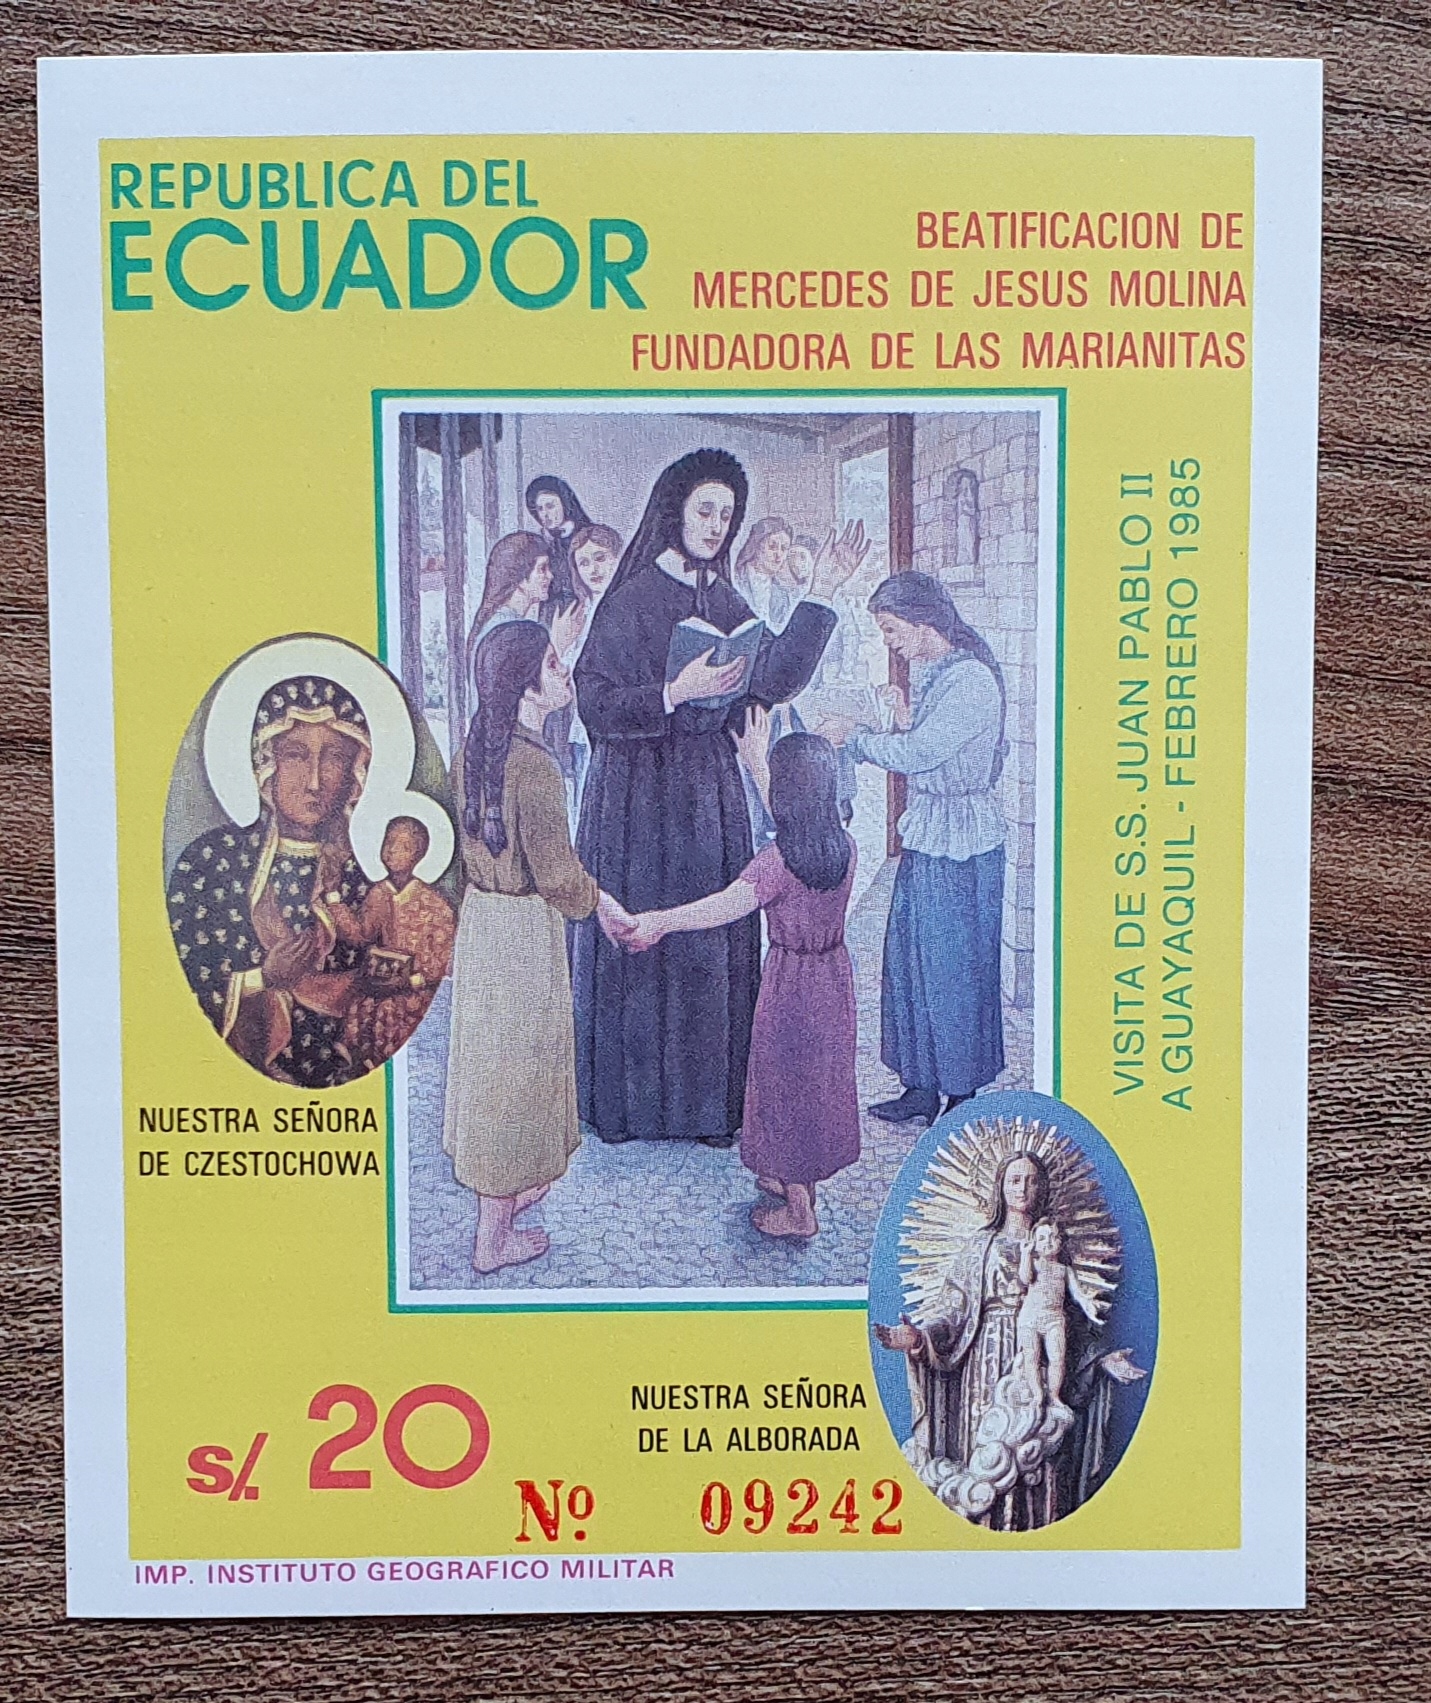 REPUBLICA DEL
ECUADOR
BEATIFICACION DE
MERCEDES DE JESUS MOLINA
FUNDADORA DE LAS MARIANITAS
VISITA DE S.S. JUAN PABLO II
A GUAYAQUIL - FEBRERO 1985
NUESTRA SEÑORA
DE CZESTOCHOWA
NUESTRA SEÑORA
DE LA ALBORADA
s/. 20
Nº 09242
IMP. INSTITUTO GEOGRAFICO MILITAR